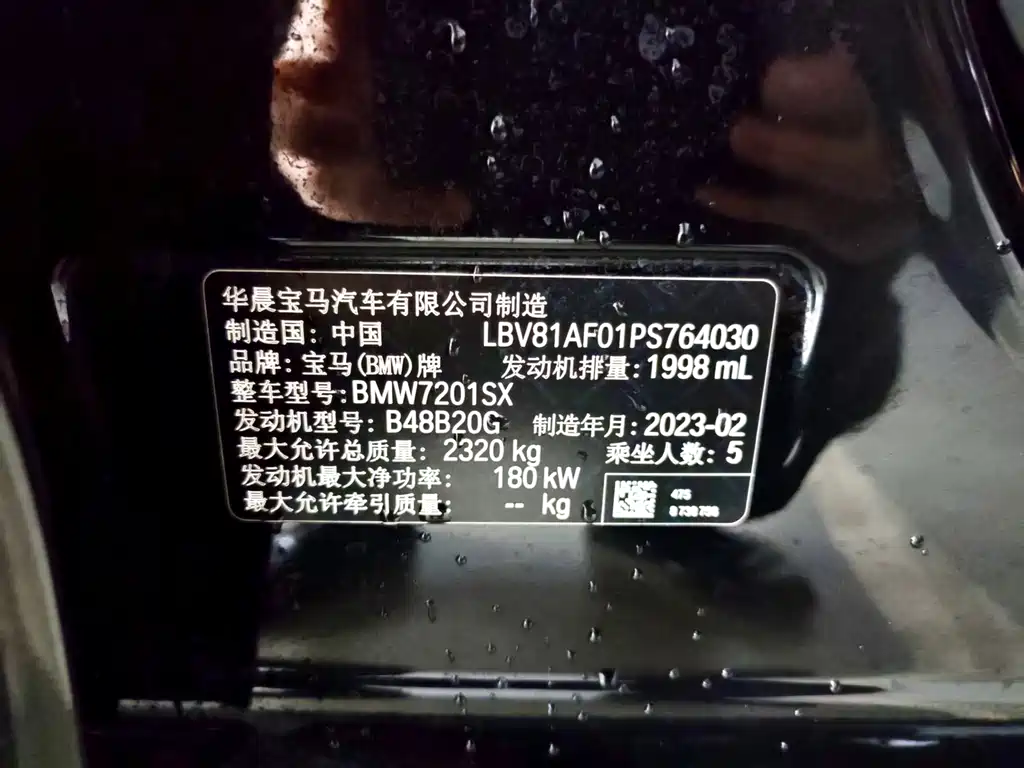 华晨宝马汽车有限公司制造
制造国：中国 LBV81AF01PS764030
品牌：宝马(BMW)牌 发动机排量：1998 mL
整车型号：BMW7201SX
发动机型号：B48B20G 制造年月：2023-02
最大允许总质量：2320 kg 乘坐人数：5
发动机最大净功率：180 kW
最大允许牵引质量：-- kg
475